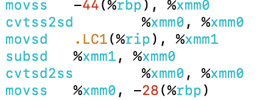 movss -44(%rbp), %xmm0
cvtss2sd %xmm0, %xmm0
movsd .LC1(%rip), %xmm1
subsd %xmm1, %xmm0
cvtsd2ss %xmm0, %xmm0
movss %xmm0, -28(%rbp)